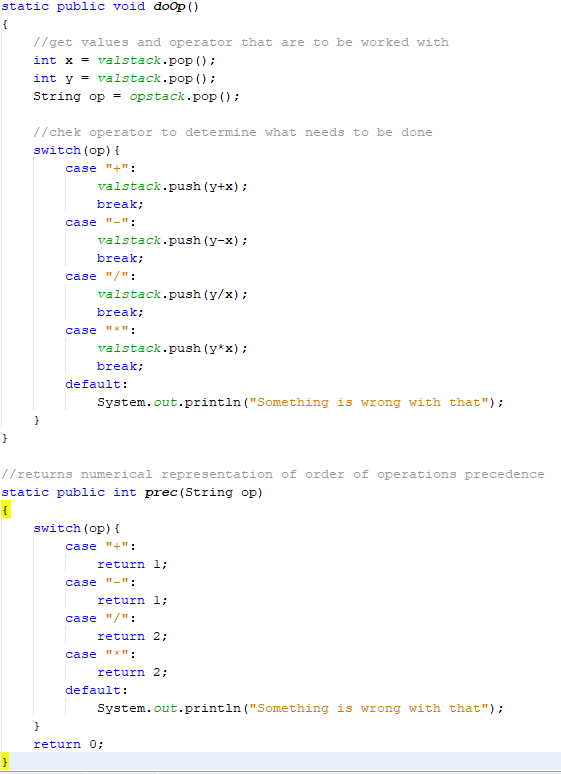 static public void doOp()
{
    //get values and operator that are to be worked with
    int x = valstack.pop();
    int y = valstack.pop();
    String op = opstack.pop();

    //chek operator to determine what needs to be done
    switch(op){
        case "+":
            valstack.push(y+x);
            break;
        case "-":
            valstack.push(y-x);
            break;
        case "/":
            valstack.push(y/x);
            break;
        case "*":
            valstack.push(y*x);
            break;
        default:
            System.out.println("Something is wrong with that");
    }
}

//returns numerical representation of order of operations precedence
static public int prec(String op)
{
    switch(op){
        case "+":
            return 1;
        case "-":
            return 1;
        case "/":
            return 2;
        case "*":
            return 2;
        default:
            System.out.println("Something is wrong with that");
    }
    return 0;
}